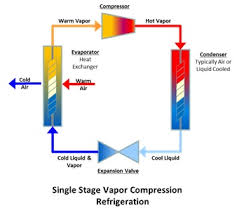 Compressor
Warm Vapor
Hot Vapor
Evaporator
Heat
Exchanger
Condenser
Typically Air or
Liquid Cooled
Cold
Air
Warm
Air
Cold Liquid &
Vapor
Cool Liquid
Expansion Valve
Single Stage Vapor Compression
Refrigeration